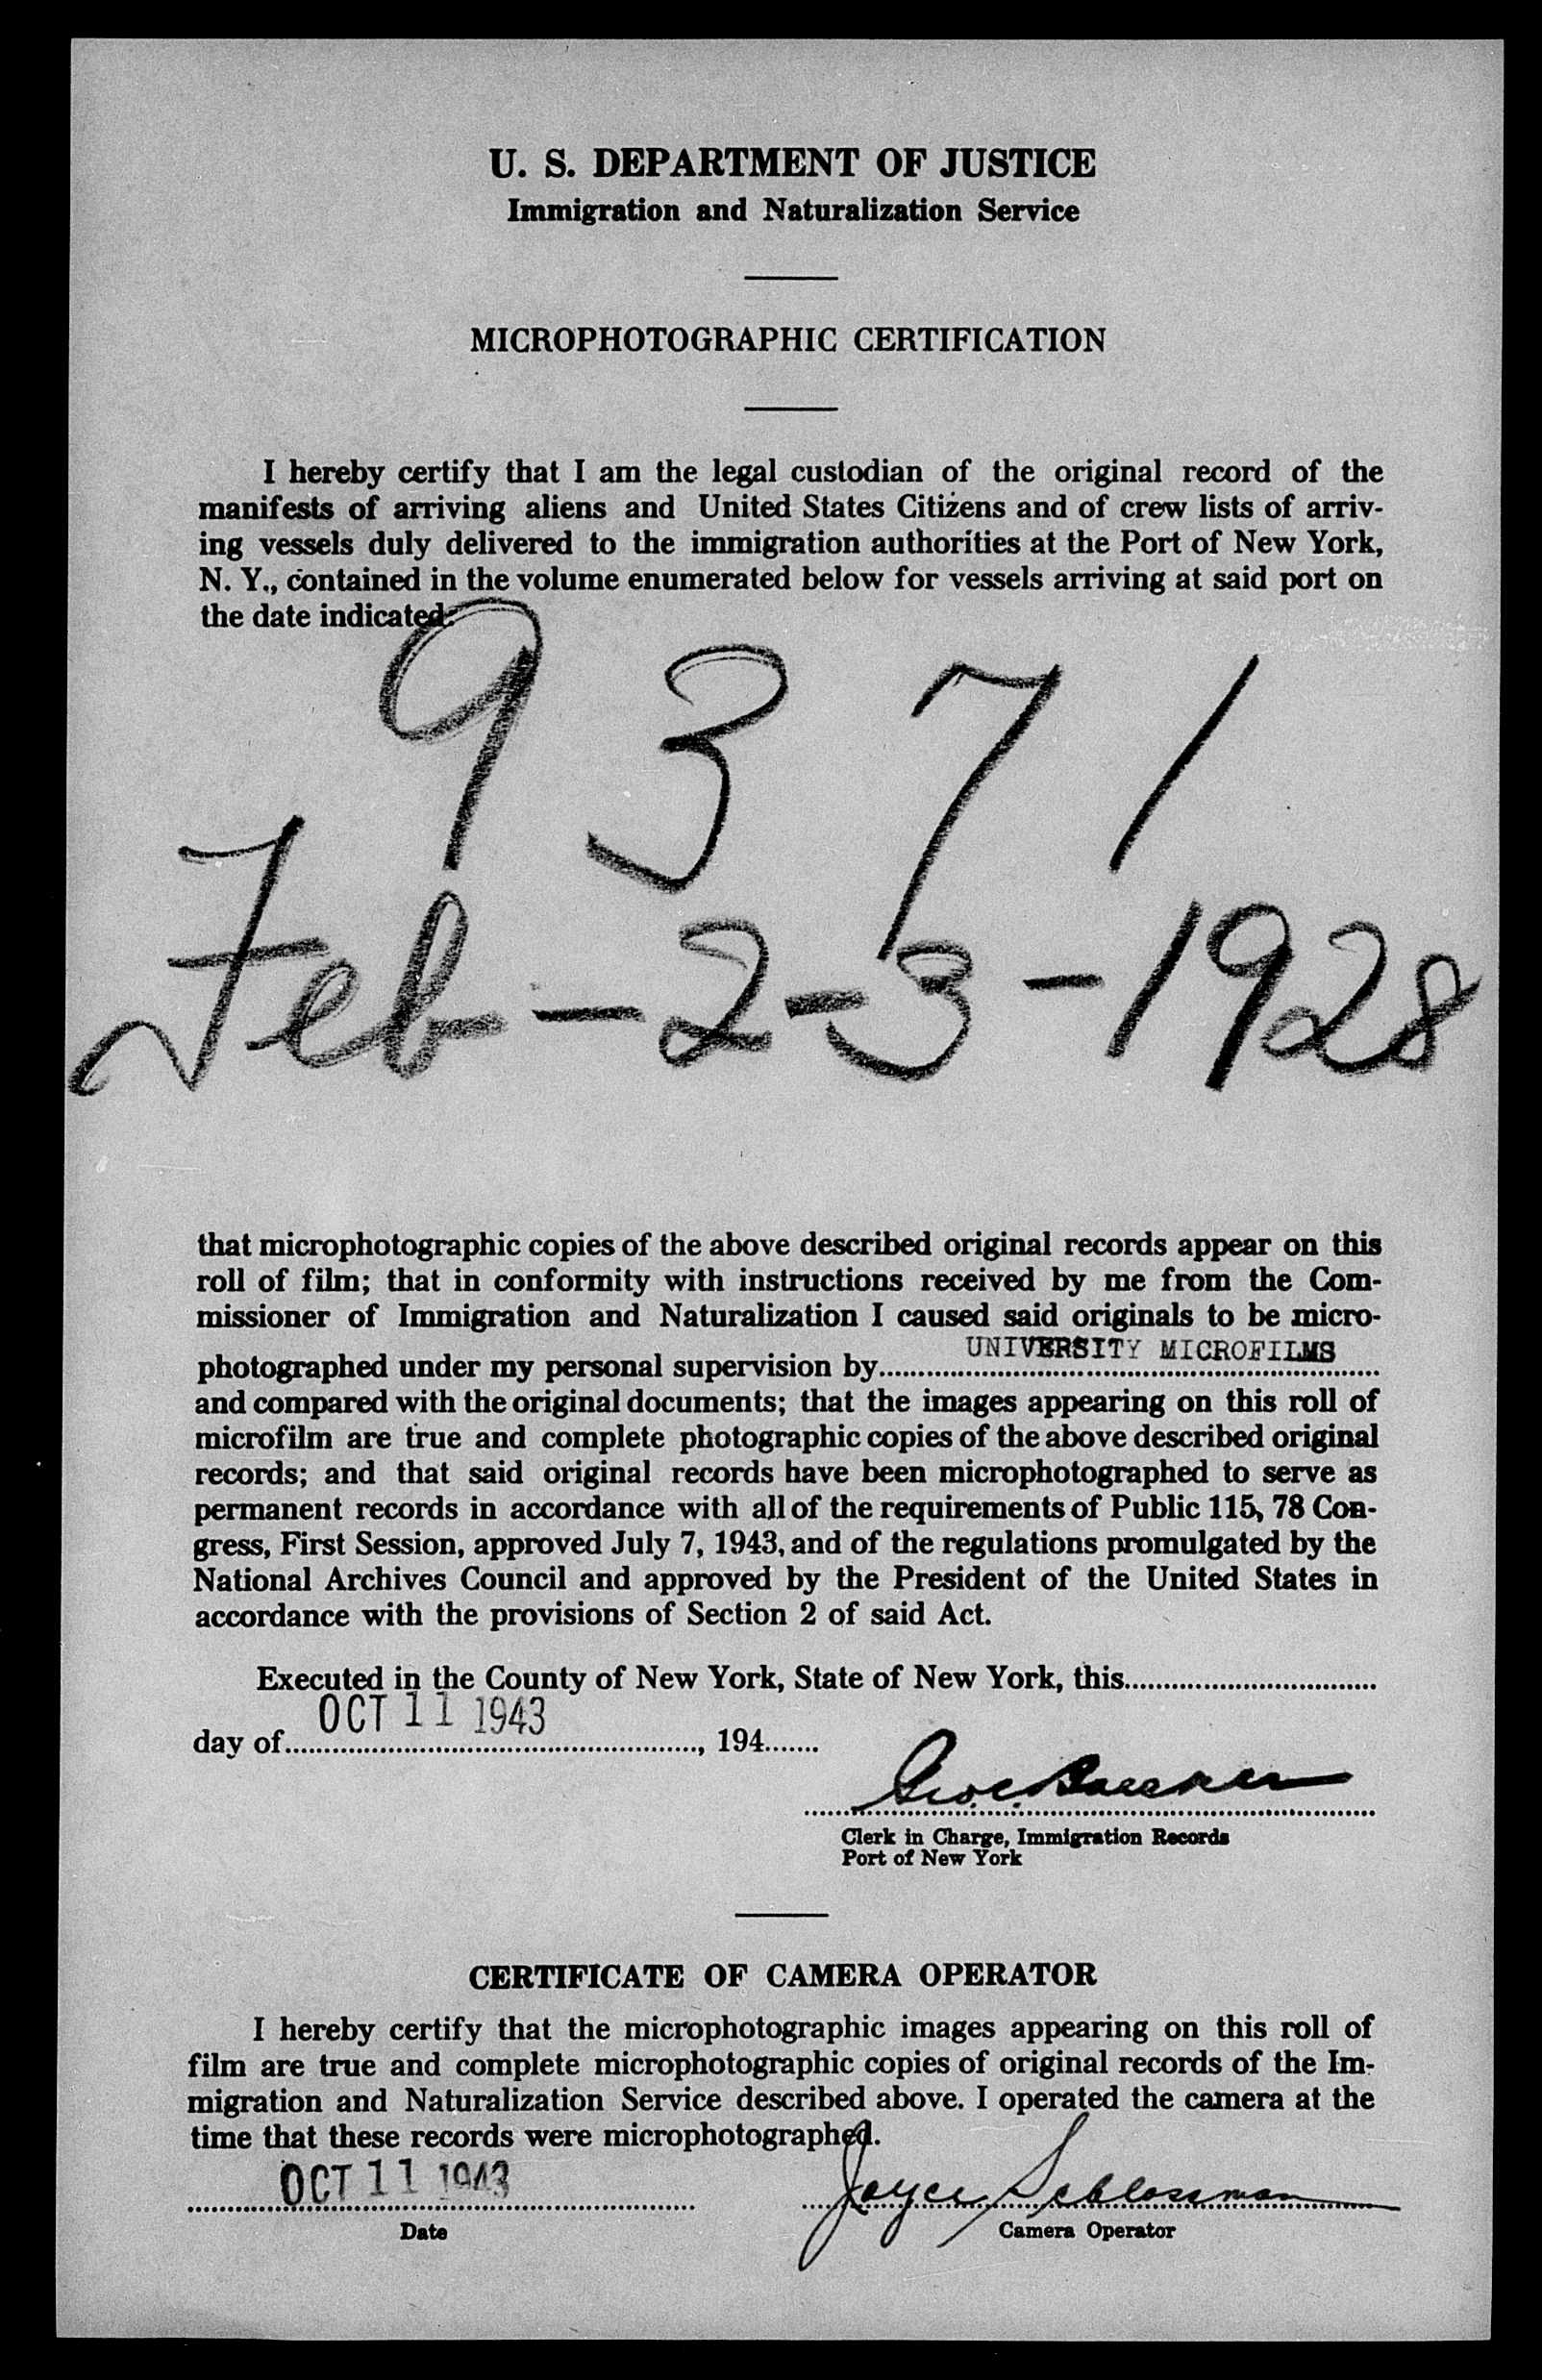 U. S. DEPARTMENT OF JUSTICE
Immigration and Naturalization Service
MICROPHOTOGRAPHIC CERTIFICATION
I hereby certify that I am the legal custodian of the original record of the
manifests of arriving aliens and United States Citizens and of crew lists of arriv-
ing vessels duly delivered to the immigration authorities at the Port of New York,
N. Y., contained in the volume enumerated below for vessels arriving at said port on
the date indicated:
9371
Feb - 2-3-1928
that microphotographic copies of the above described original records appear on this
roll of film; that in conformity with instructions received by me from the Com-
missioner of Immigration and Naturalization I caused said originals to be micro-
photographed under my personal supervision by UNIVERSITY MICROFILMS
and compared with the original documents; that the images appearing on this roll of
microfilm are true and complete photographic copies of the above described original
records; and that said original records have been microphotographed to serve as
permanent records in accordance with all of the requirements of Public 115, 78 Con-
gress, First Session, approved July 7, 1943, and of the regulations promulgated by the
National Archives Council and approved by the President of the United States in
accordance with the provisions of Section 2 of said Act.
Executed in the County of New York, State of New York, this
day of OCT 11 1943, 194
Clerk in Charge, Immigration Records
Port of New York
CERTIFICATE OF CAMERA OPERATOR
I hereby certify that the microphotographic images appearing on this roll of
film are true and complete microphotographic copies of original records of the Im-
migration and Naturalization Service described above. I operated the camera at the
time that these records were microphotographed.
OCT 11 1943 Joyce Schlossman
Date Camera Operator